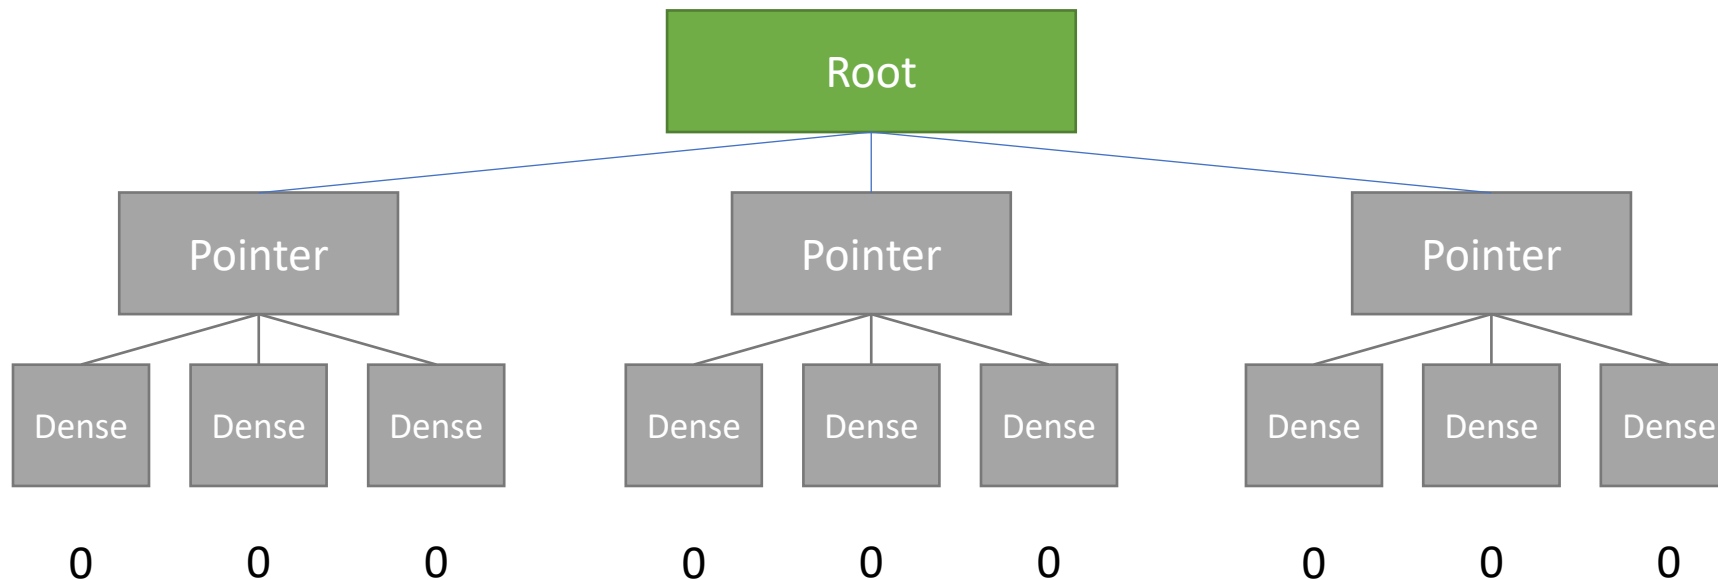 Root
Pointer Pointer Pointer
Dense Dense Dense Dense Dense Dense Dense Dense Dense
0 0 0 0 0 0 0 0 0